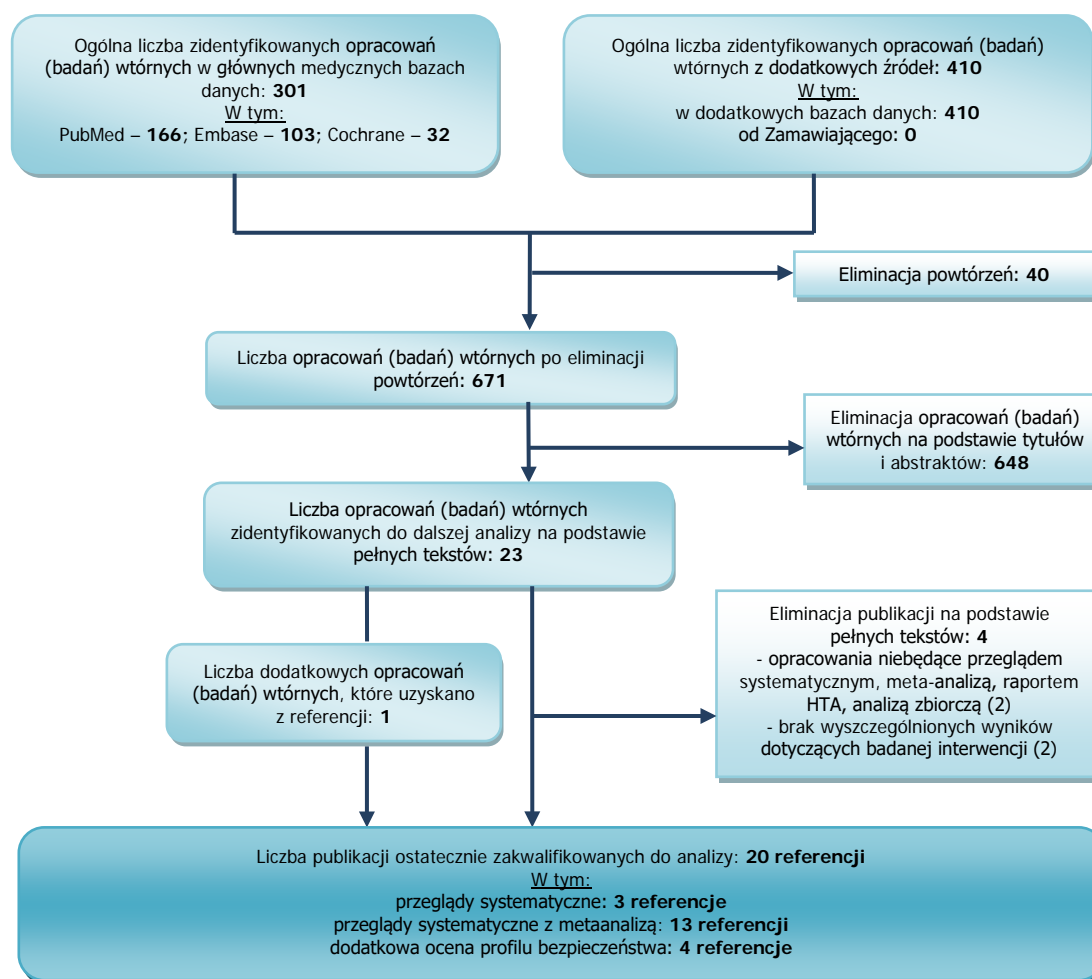 Ogólna liczba zidentyfikowanych opracowań
(badań) wtórnych w głównych medycznych bazach
danych: 301
W tym:
PubMed – 166; Embase – 103; Cochrane – 32
Ogólna liczba zidentyfikowanych opracowań (badań)
wtórnych z dodatkowych źródeł: 410
W tym:
w dodatkowych bazach danych: 410
od Zamawiającego: 0
Eliminacja powtórzeń: 40
Liczba opracowań (badań) wtórnych po eliminacji
powtórzeń: 671
Eliminacja opracowań (badań)
wtórnych na podstawie tytułów
i abstraktów: 648
Liczba opracowań (badań) wtórnych
zidentyfikowanych do dalszej analizy na podstawie
pełnych tekstów: 23
Eliminacja publikacji na podstawie
pełnych tekstów: 4
- opracowania niebędące przeglądem
systematycznym, meta-analizą, raportem
HTA, analizą zbiorczą (2)
- brak wyszczególnionych wyników
dotyczących badanej interwencji (2)
Liczba dodatkowych opracowań
(badań) wtórnych, które uzyskano
z referencji: 1
Liczba publikacji ostatecznie zakwalifikowanych do analizy: 20 referencji
W tym:
przeglądy systematyczne: 3 referencje
przeglądy systematyczne z metaanalizą: 13 referencji
dodatkowa ocena profilu bezpieczeństwa: 4 referencje